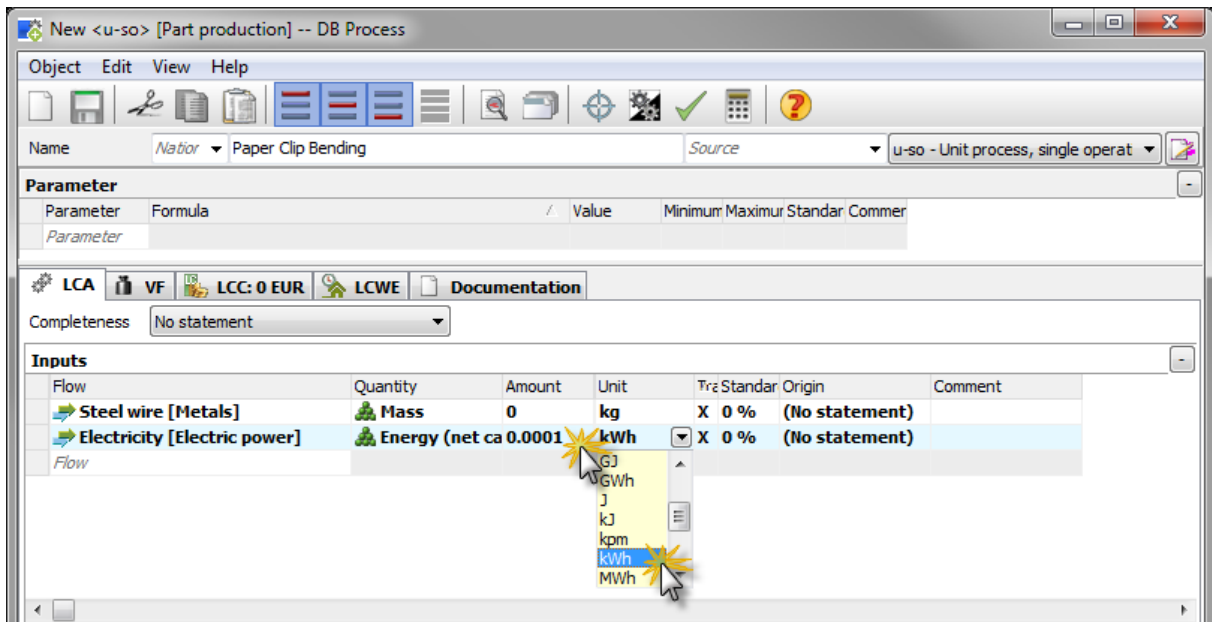 New <u-so> [Part production] -- DB Process
Object Edit View Help
Name Nation Paper Clip Bending Source u-so - Unit process, single operat
Parameter
Parameter Formula Value Minimum Maximur Standar Commer
Parameter
LCA VF LCC: 0 EUR LCWE Documentation
Completeness No statement
Inputs
Flow Quantity Amount Unit Tra Standar Origin Comment
Steel wire [Metals] Mass 0 kg X 0 % (No statement)
Electricity [Electric power] Energy (net ca 0.0001 kWh X 0 % (No statement)
Flow
GJ
GWh
J
kJ
kpm
kWh
MWh